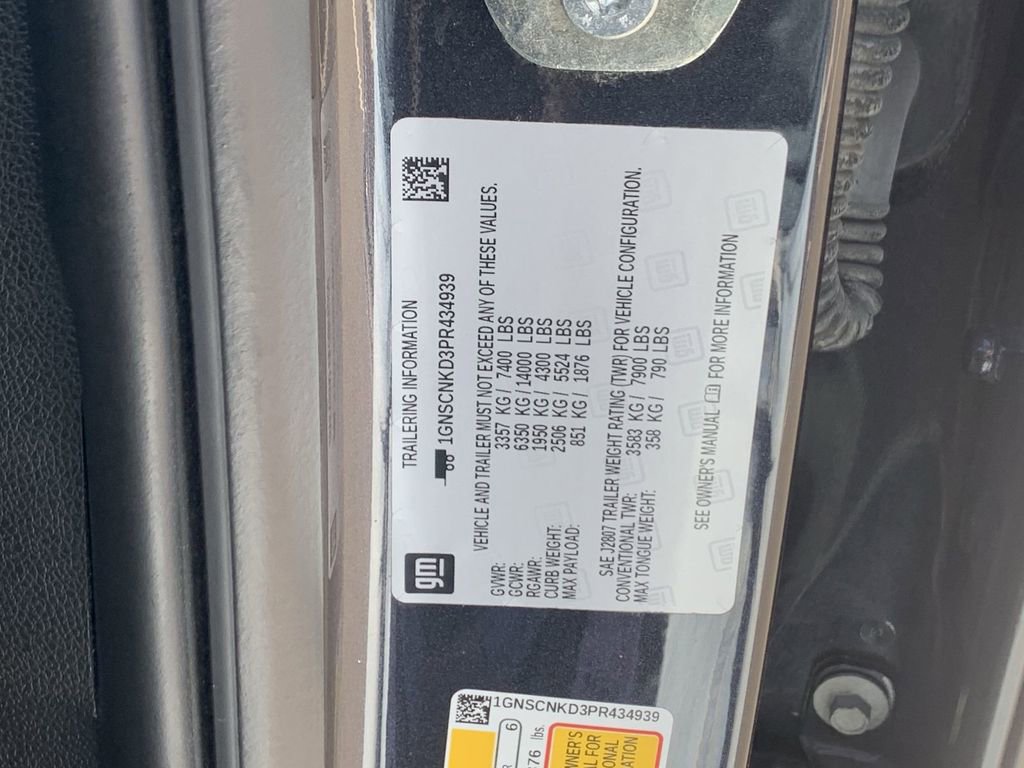 gm
TRAILERING INFORMATION
1GNSCNKD3PR434939
VEHICLE AND TRAILER MUST NOT EXCEED ANY OF THESE VALUES.
GVWR: 3357 KG / 7400 LBS
GCWR: 6350 KG / 14000 LBS
RGAWR: 1950 KG / 4300 LBS
CURB WEIGHT: 2506 KG / 5524 LBS
MAX PAYLOAD: 851 KG / 1876 LBS
SAE J2807 TRAILER WEIGHT RATING (TWR) FOR VEHICLE CONFIGURATION.
CONVENTIONAL TWR: 3583 KG / 7900 LBS
MAX TONGUE WEIGHT: 358 KG / 790 LBS
SEE OWNER'S MANUAL FOR MORE INFORMATION
1GNSCNKD3PR434939
6
76 lbs.